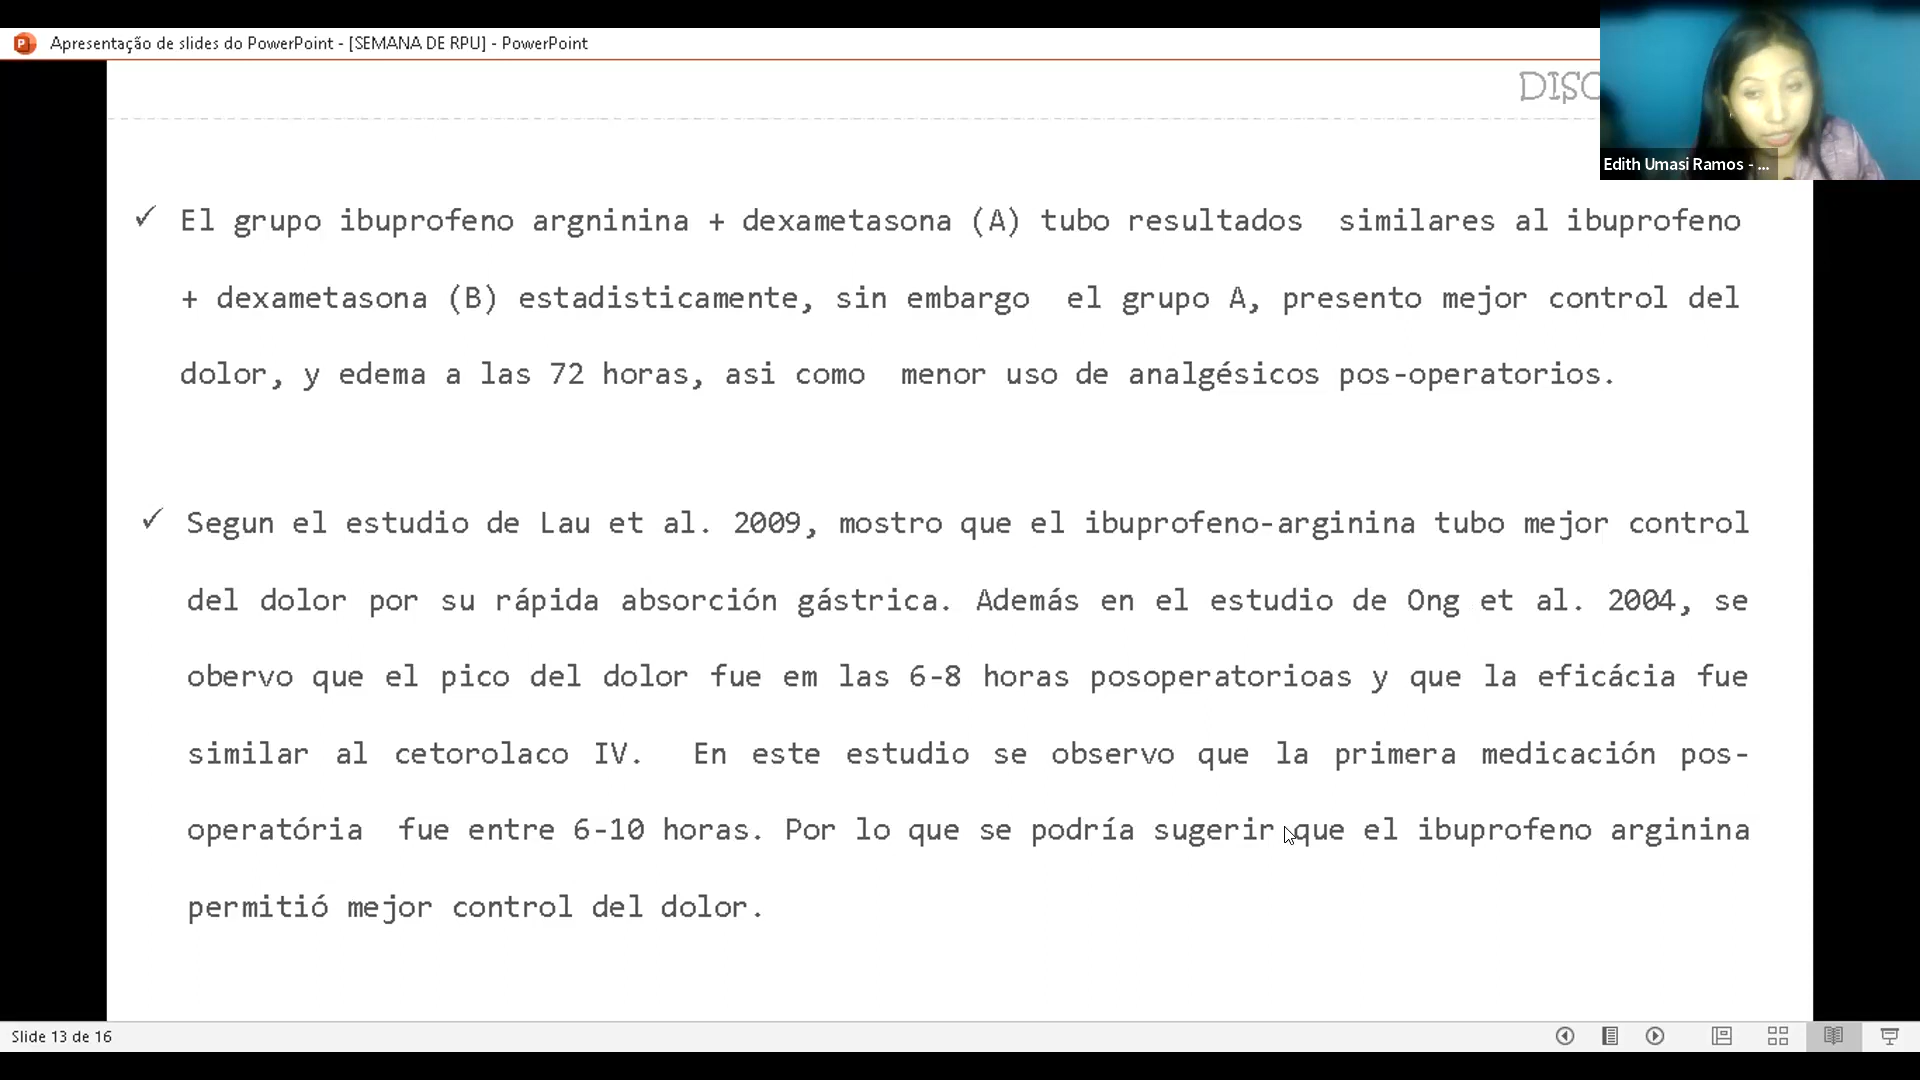 Apresentação de slides do PowerPoint - [SEMANA DE RPU] - PowerPoint
DISC
Edith Umasi Ramos - ...
✓ El grupo ibuprofeno argninina + dexametasona (A) tubo resultados similares al ibuprofeno
+ dexametasona (B) estadisticamente, sin embargo el grupo A, presento mejor control del
dolor, y edema a las 72 horas, asi como menor uso de analgésicos pos-operatorios.
✓ Segun el estudio de Lau et al. 2009, mostro que el ibuprofeno-arginina tubo mejor control
del dolor por su rápida absorción gástrica. Además en el estudio de Ong et al. 2004, se
obervo que el pico del dolor fue em las 6-8 horas posoperatorioas y que la eficácia fue
similar al cetorolaco IV. En este estudio se observo que la primera medicación pos-
operatória fue entre 6-10 horas. Por lo que se podría sugerir que el ibuprofeno arginina
permitió mejor control del dolor.
Slide 13 de 16